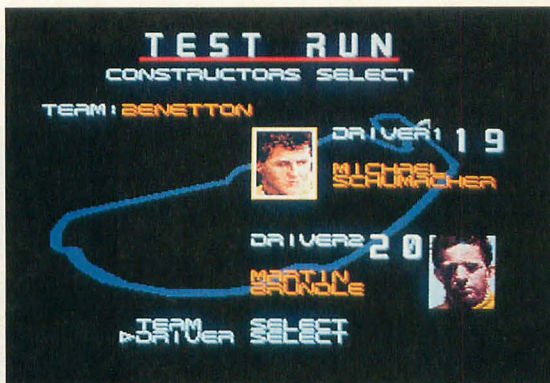 TEST RUN
CONSTRUCTORS SELECT
TEAM: BENETTON
DRIVER1 19
MICHAEL
SCHUMACHER
DRIVER2 20
MARTIN
BRUNDLE
TEAM SELECT
▷DRIVER SELECT